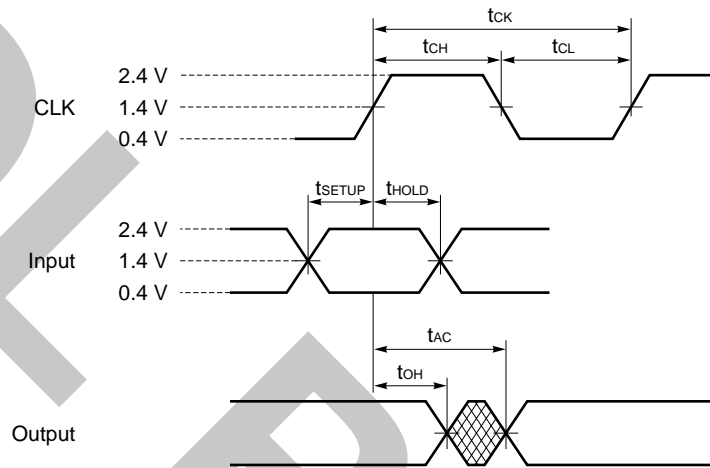 tCK
tCH tCL
2.4 V
CLK 1.4 V
0.4 V
tSETUP tHOLD
2.4 V
Input 1.4 V
0.4 V
tAC
tOH
Output